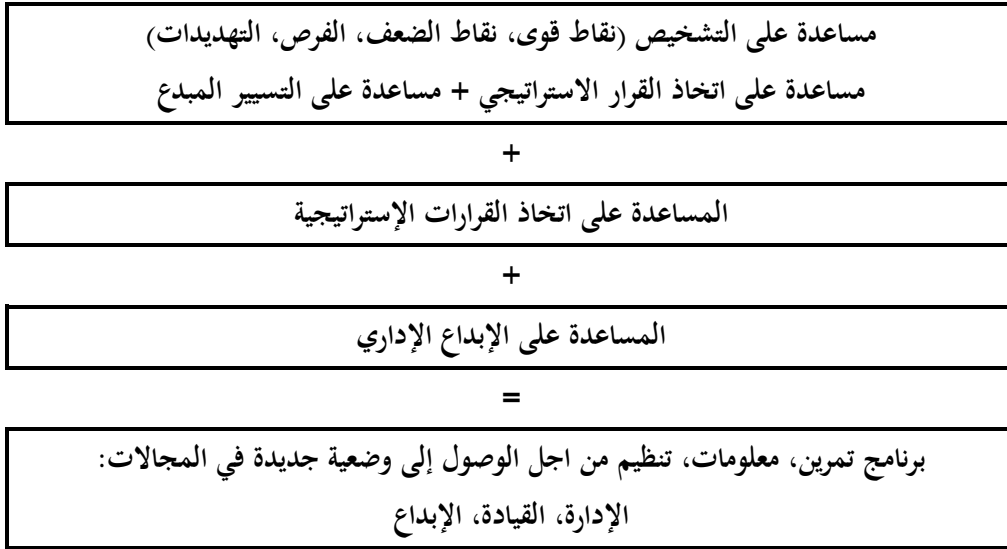 مساعدة على التشخيص (نقاط قوى، نقاط الضعف، الفرص، التهديدات)
مساعدة على اتخاذ القرار الاستراتيجي + مساعدة على التسيير المبدع
+
المساعدة على اتخاذ القرارات الإستراتيجية
+
المساعدة على الإبداع الإداري
=
برنامج تمرين، معلومات، تنظيم من اجل الوصول إلى وضعية جديدة في المجالات:
الإدارة، القيادة، الإبداع